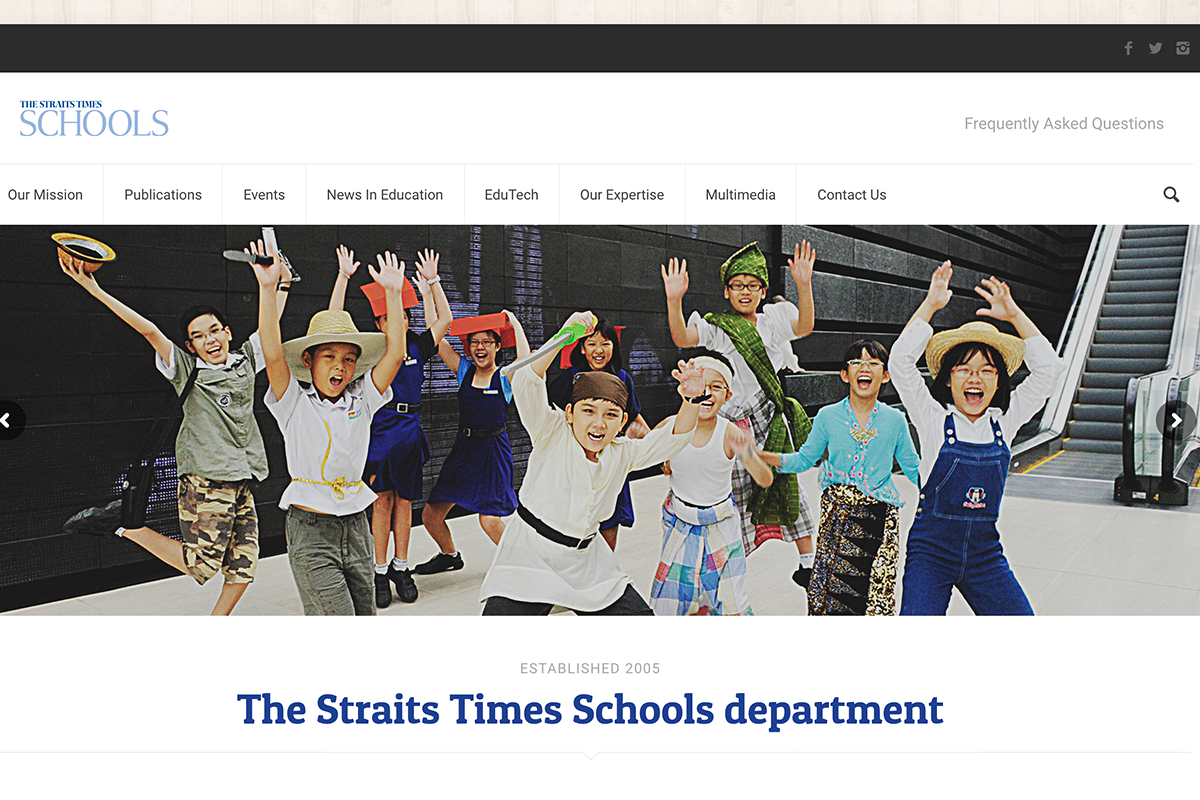 THE STRAITS TIMES
SCHOOLS
Frequently Asked Questions
Our Mission
Publications
Events
News In Education
EduTech
Our Expertise
Multimedia
Contact Us
ESTABLISHED 2005
The Straits Times Schools department